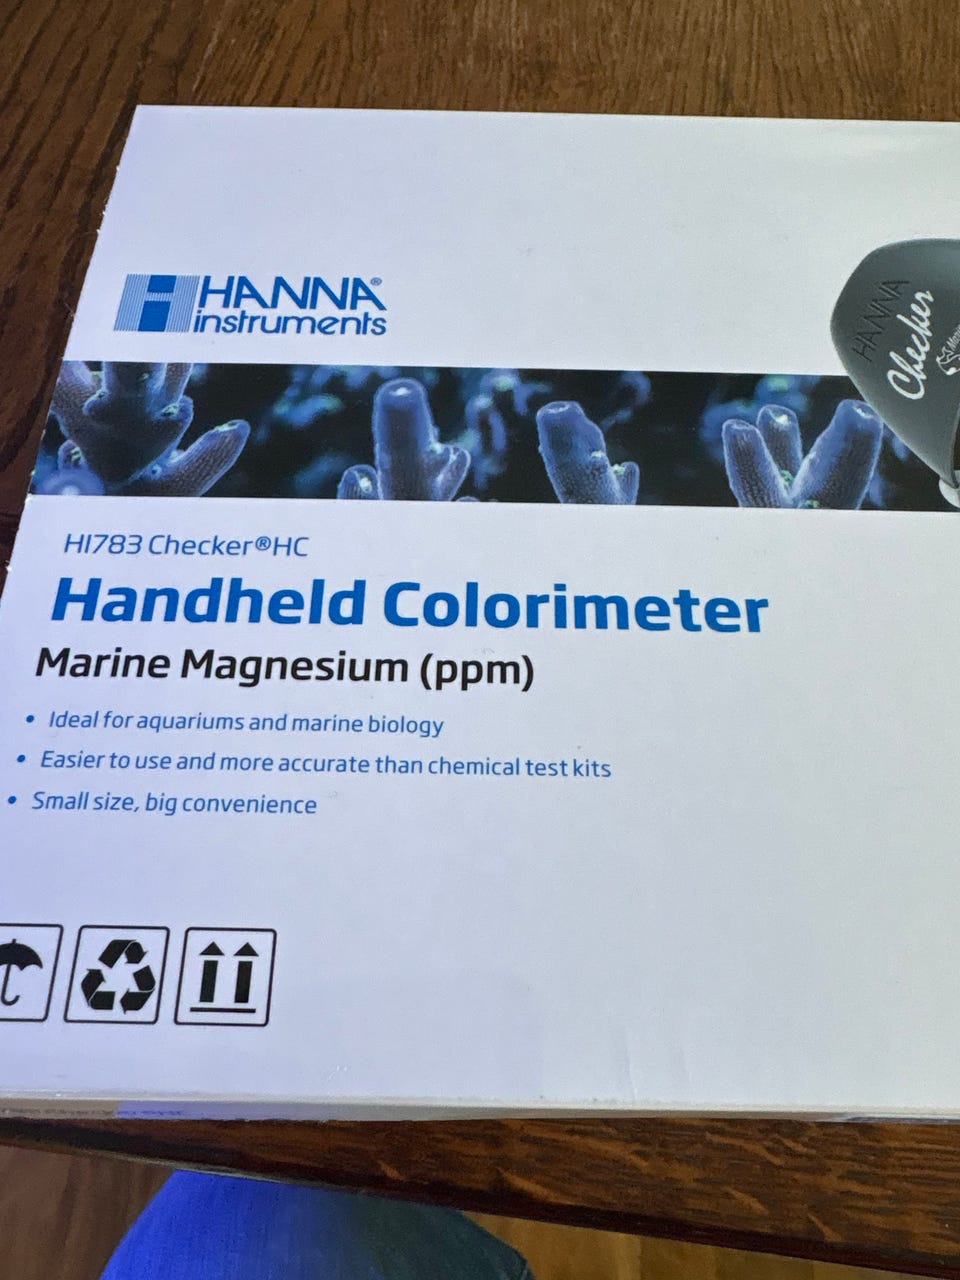 HANNA®
instruments
HANNA
Checker
HI783 Checker®HC
Handheld Colorimeter
Marine Magnesium (ppm)
• Ideal for aquariums and marine biology
• Easier to use and more accurate than chemical test kits
• Small size, big convenience